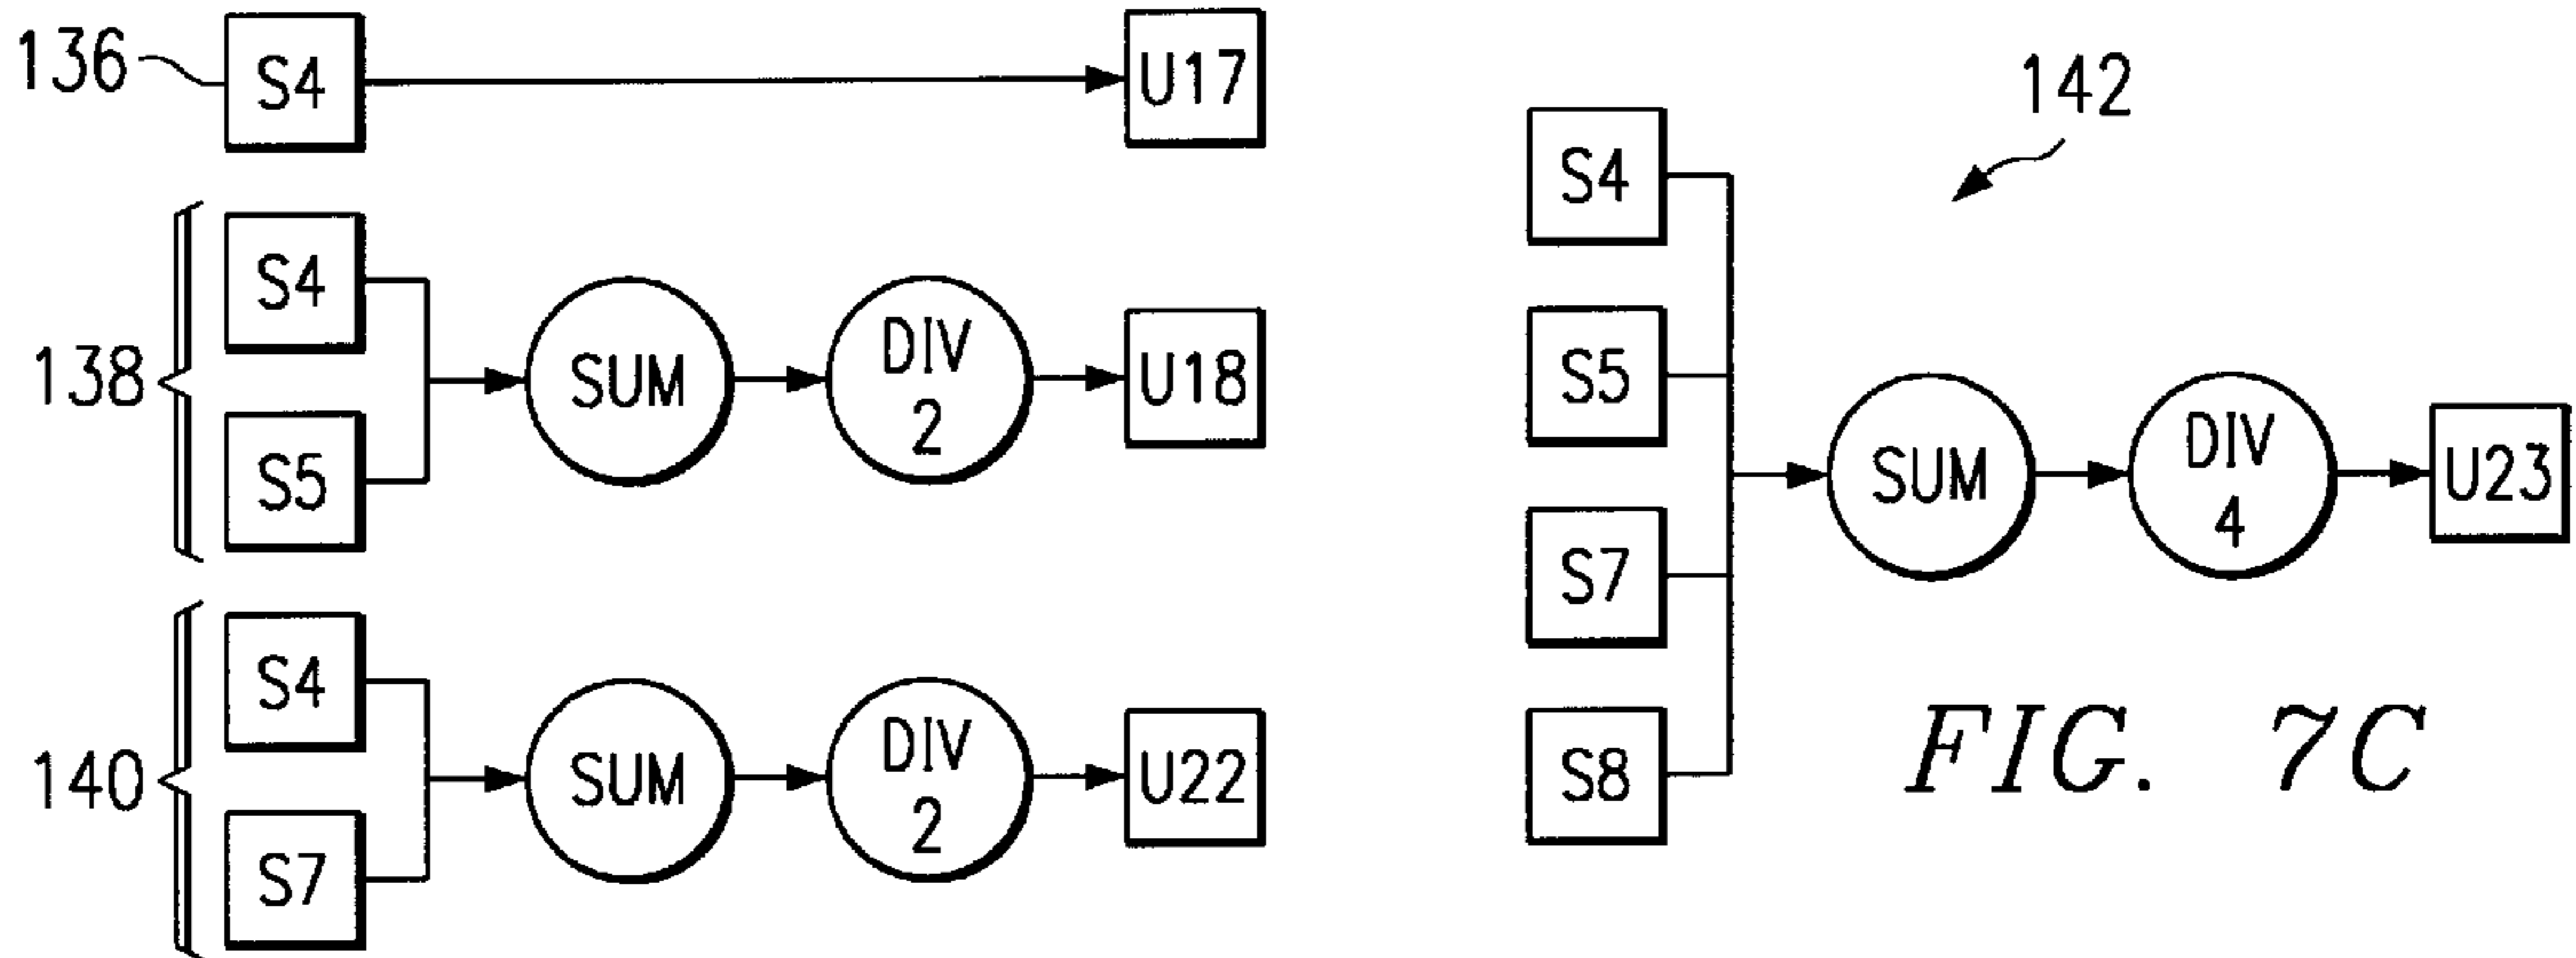 136 S4 U17
138 S4 S5 SUM DIV 2 U18
140 S4 S7 SUM DIV 2 U22
142
S4
S5
S7
S8
SUM DIV 4 U23
FIG. 7C